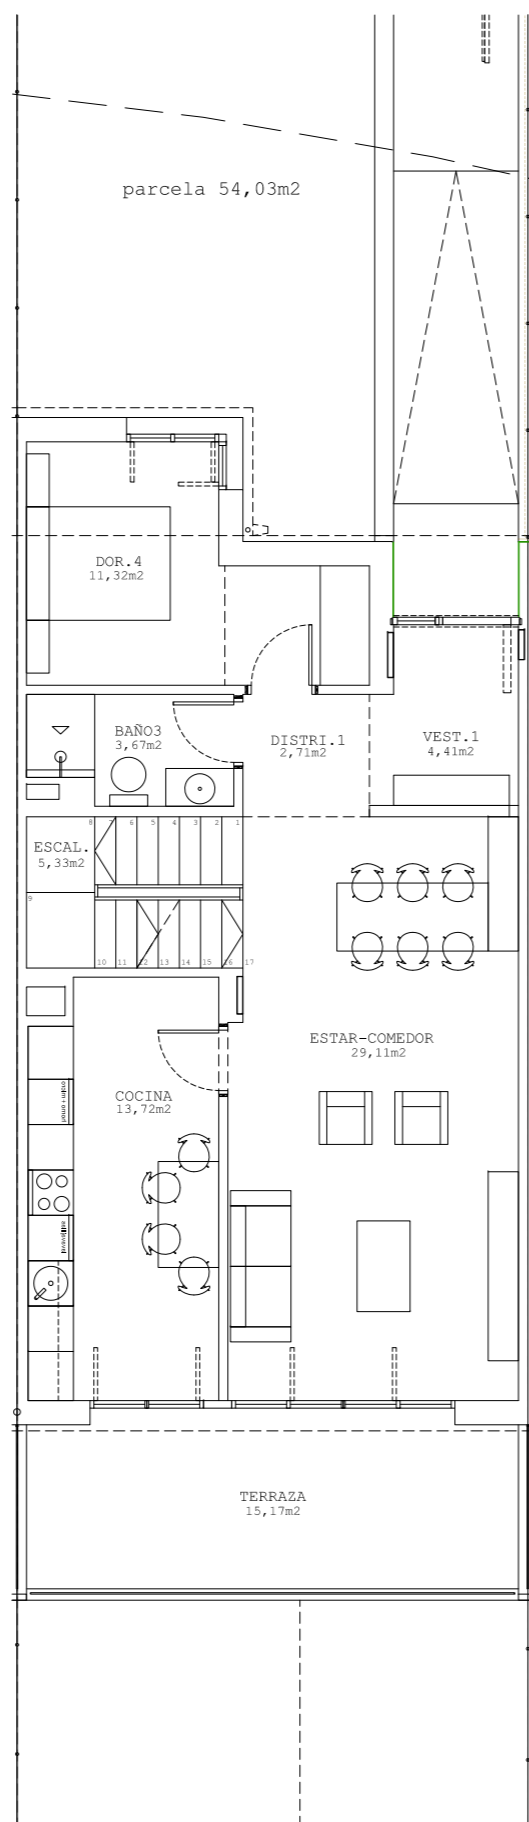 parcela 54,03m2
DOR.4
11,32m2
BAÑO3
3,67m2
DISTRI.1
2,71m2
VEST.1
4,41m2
8 7 6 5 4 3 2 1
ESCAL.
5,33m2
9
10 11 12 13 14 15 16 17
ESTAR-COMEDOR
29,11m2
COCINA
13,72m2
TERRAZA
15,17m2